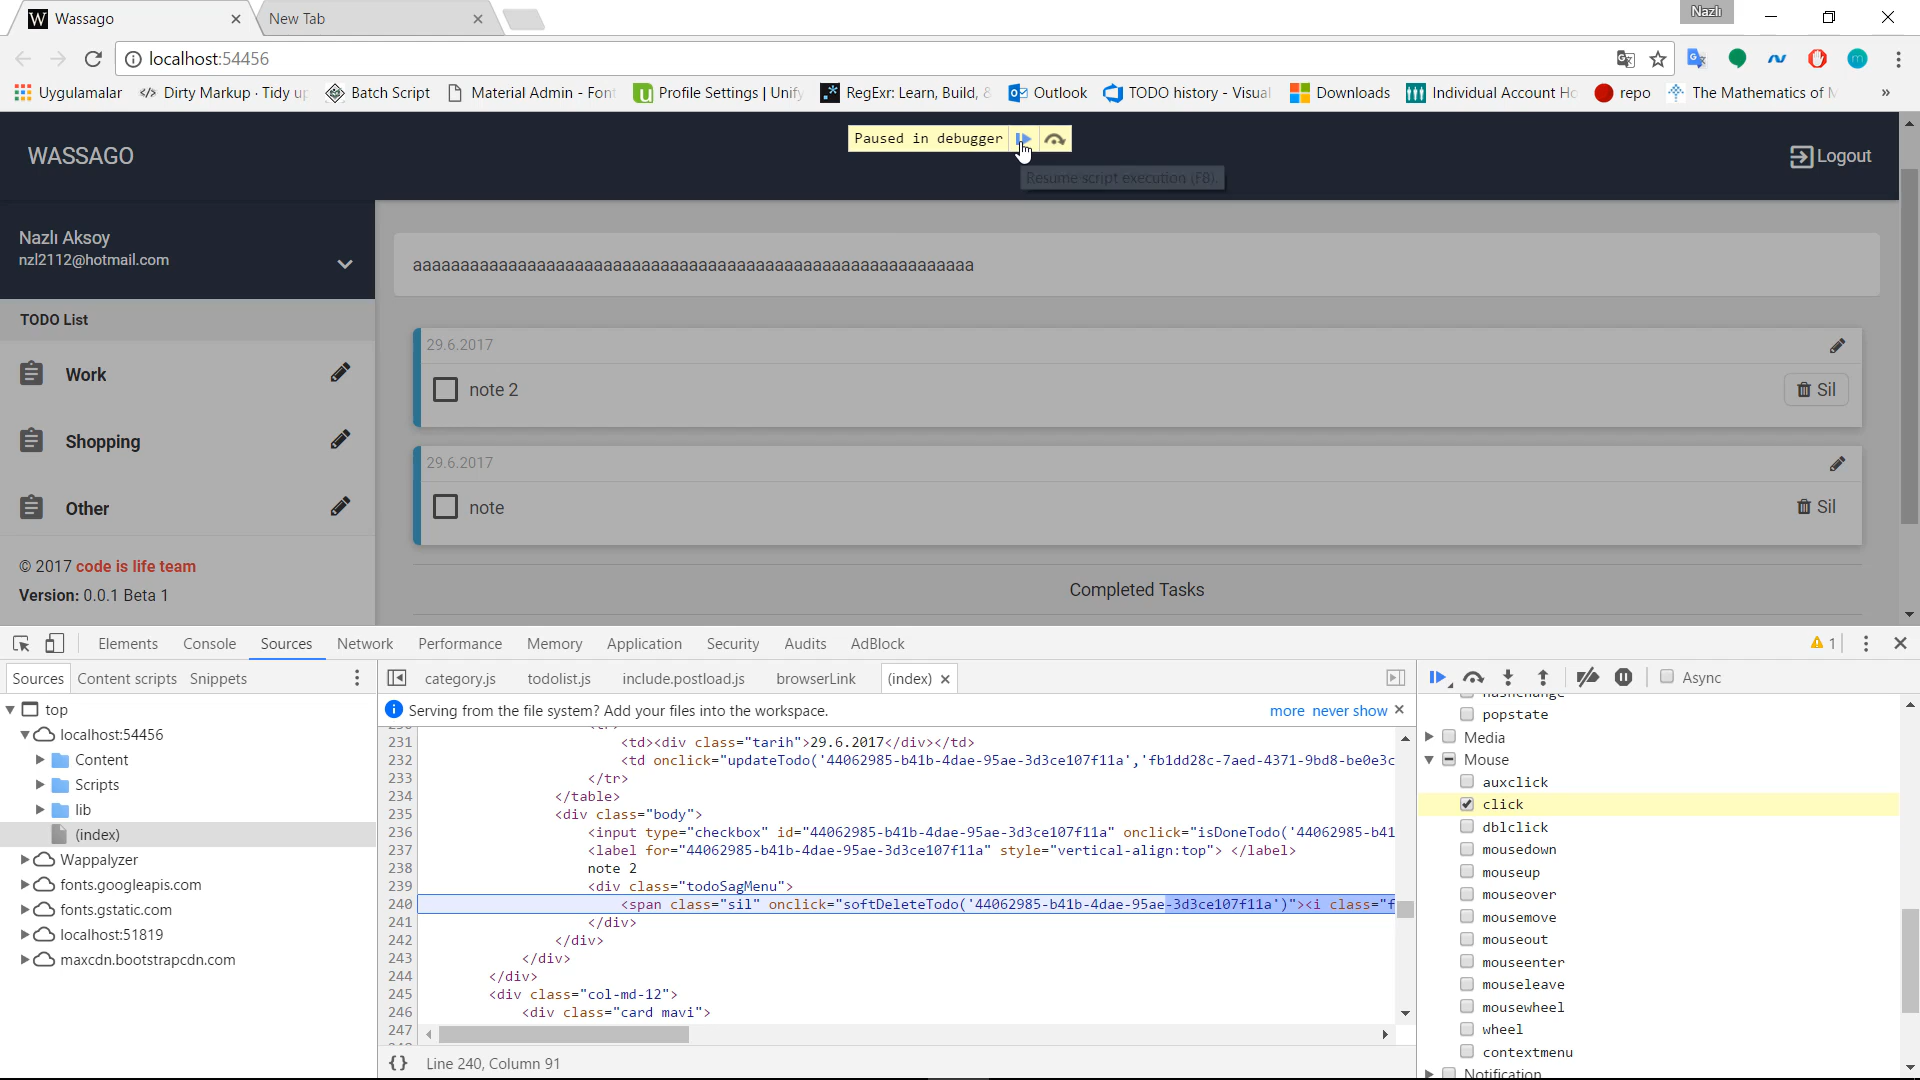 Wassago
New Tab
Nazlı
localhost:54456
Uygulamalar
Dirty Markup · Tidy up
Batch Script
Material Admin - Fon
Profile Settings | Unify
RegExr: Learn, Build, &
Outlook
TODO history - Visual
Downloads
Individual Account Ho
repo
The Mathematics of M
»
WASSAGO
Paused in debugger
Resume script execution (F8).
Logout
Nazlı Aksoy
nzl2112@hotmail.com
TODO List
Work
Shopping
Other
© 2017 code is life team
Version: 0.0.1 Beta 1
29.6.2017
note 2
Sil
29.6.2017
note
Sil
Completed Tasks
Elements Console Sources Network Performance Memory Application Security Audits AdBlock
1
Sources Content scripts Snippets
category.js todolist.js include.postload.js browserLink (index)
Async
top
localhost:54456
Content
Scripts
lib
(index)
Wappalyzer
fonts.googleapis.com
fonts.gstatic.com
localhost:51819
maxcdn.bootstrapcdn.com
Serving from the file system? Add your files into the workspace. more never show
231 <td><div class="tarih">29.6.2017</div></td>
232 <td onclick="updateTodo('44062985-b41b-4dae-95ae-3d3ce107f11a','fb1dd28c-7aed-4371-9bd8-be0e3c
233 </tr>
234 </table>
235 <div class="body">
236 <input type="checkbox" id="44062985-b41b-4dae-95ae-3d3ce107f11a" onclick="isDoneTodo('44062985-b41
237 <label for="44062985-b41b-4dae-95ae-3d3ce107f11a" style="vertical-align:top"> </label>
238 note 2
239 <div class="todoSagMenu">
240 <span class="sil" onclick="softDeleteTodo('44062985-b41b-4dae-95ae-3d3ce107f11a')"><i class="f
241 </div>
242 </div>
243 </div>
244 </div>
245 <div class="col-md-12">
246 <div class="card mavi">
247
{} Line 240, Column 91
hashchange
popstate
Media
Mouse
auxclick
click
dblclick
mousedown
mouseup
mouseover
mousemove
mouseout
mouseenter
mouseleave
mousewheel
wheel
contextmenu
Notification